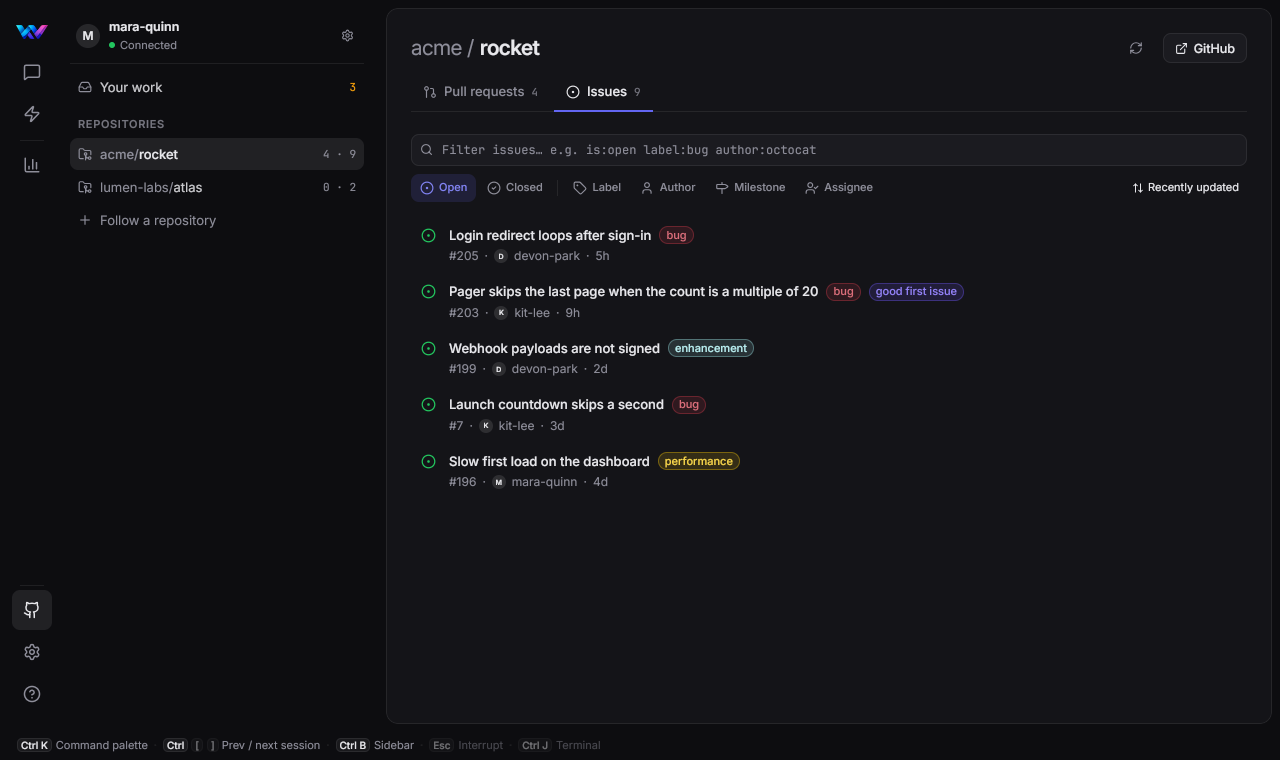 M
mara-quinn
Connected
Your work 3
REPOSITORIES
acme/rocket 4 · 9
lumen-labs/atlas 0 · 2
Follow a repository
acme / rocket
GitHub
Pull requests 4
Issues 9
Filter issues… e.g. is:open label:bug author:octocat
Open Closed Label Author Milestone Assignee Recently updated
Login redirect loops after sign-in bug
#205 · D devon-park · 5h
Pager skips the last page when the count is a multiple of 20 bug good first issue
#203 · K kit-lee · 9h
Webhook payloads are not signed enhancement
#199 · D devon-park · 2d
Launch countdown skips a second bug
#7 · K kit-lee · 3d
Slow first load on the dashboard performance
#196 · M mara-quinn · 4d
Ctrl K Command palette · Ctrl [ ] Prev / next session · Ctrl B Sidebar · Esc Interrupt · Ctrl J Terminal